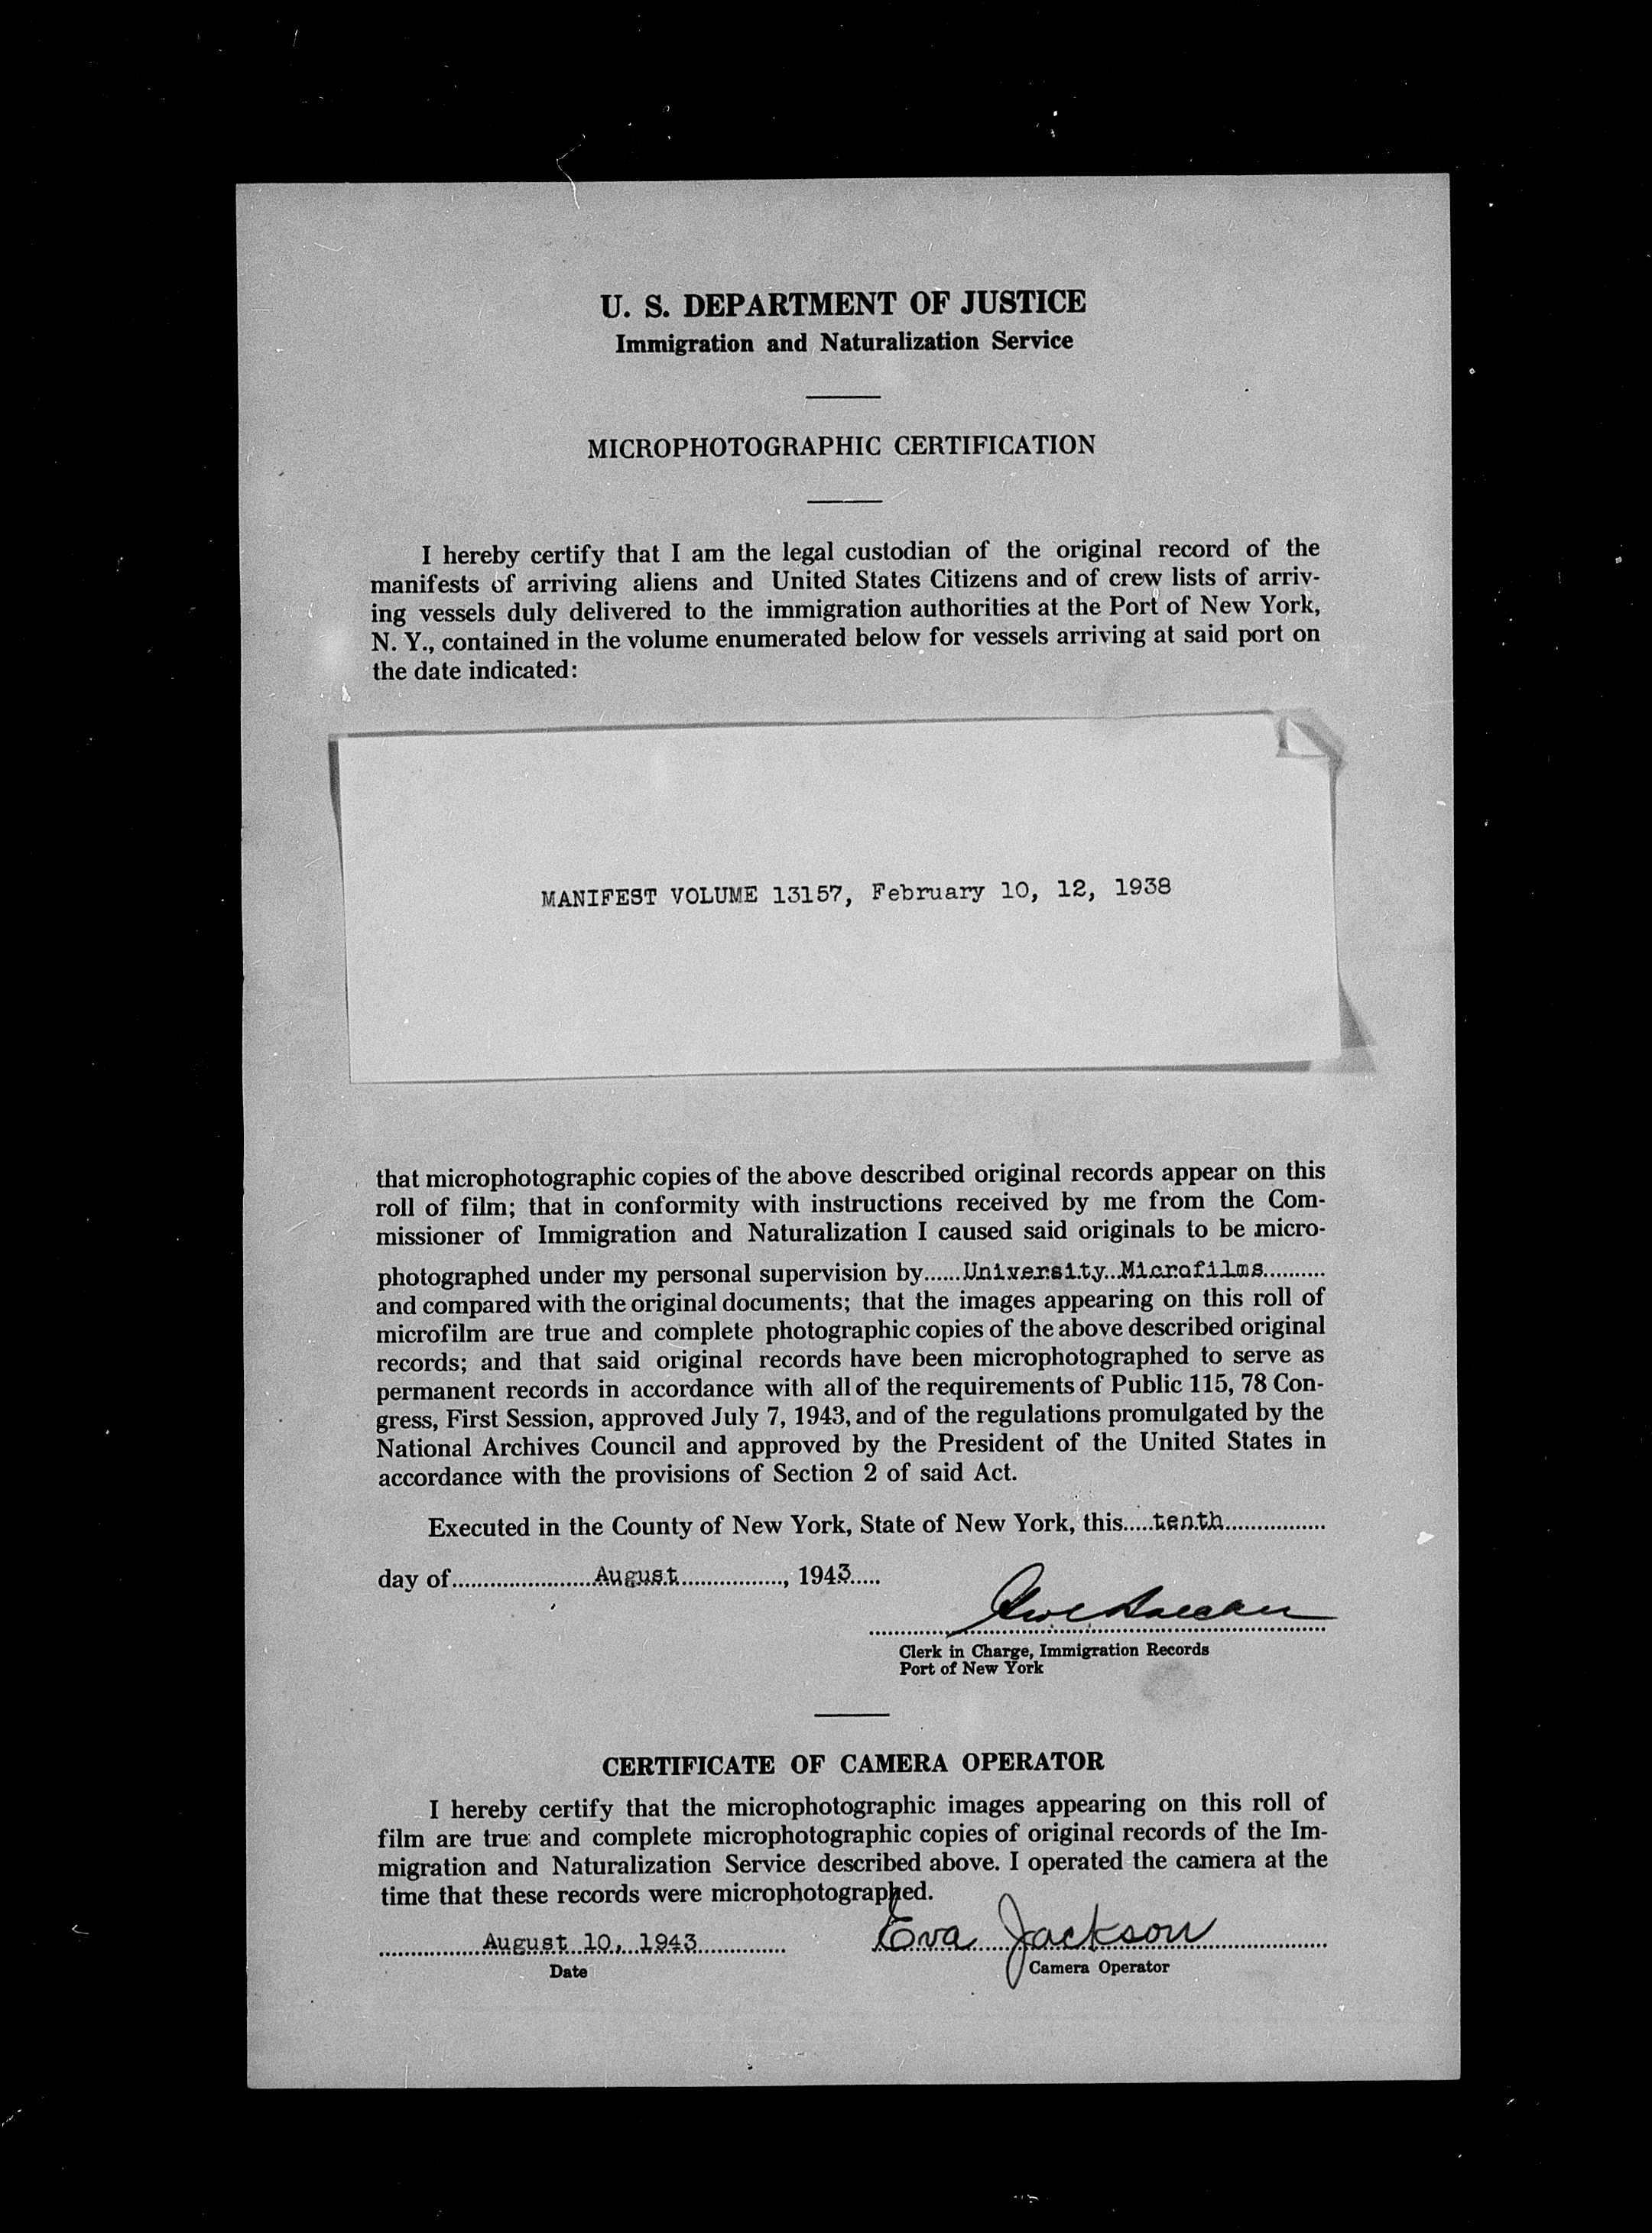 U. S. DEPARTMENT OF JUSTICE
Immigration and Naturalization Service
MICROPHOTOGRAPHIC CERTIFICATION
I hereby certify that I am the legal custodian of the original record of the
manifests of arriving aliens and United States Citizens and of crew lists of arriv-
ing vessels duly delivered to the immigration authorities at the Port of New York,
N. Y., contained in the volume enumerated below for vessels arriving at said port on
the date indicated:
MANIFEST VOLUME 13157, February 10, 12, 1938
that microphotographic copies of the above described original records appear on this
roll of film; that in conformity with instructions received by me from the Com-
missioner of Immigration and Naturalization I caused said originals to be micro-
photographed under my personal supervision by......University Microfilms..........
and compared with the original documents; that the images appearing on this roll of
microfilm are true and complete photographic copies of the above described original
records; and that said original records have been microphotographed to serve as
permanent records in accordance with all of the requirements of Public 115, 78 Con-
gress, First Session, approved July 7, 1943, and of the regulations promulgated by the
National Archives Council and approved by the President of the United States in
accordance with the provisions of Section 2 of said Act.
Executed in the County of New York, State of New York, this.....tenth................
day of.......................August................., 1943.....
Clerk in Charge, Immigration Records
Port of New York
CERTIFICATE OF CAMERA OPERATOR
I hereby certify that the microphotographic images appearing on this roll of
film are true and complete microphotographic copies of original records of the Im-
migration and Naturalization Service described above. I operated the camera at the
time that these records were microphotographed.
August 10, 1943 Eva Jackson
Date Camera Operator